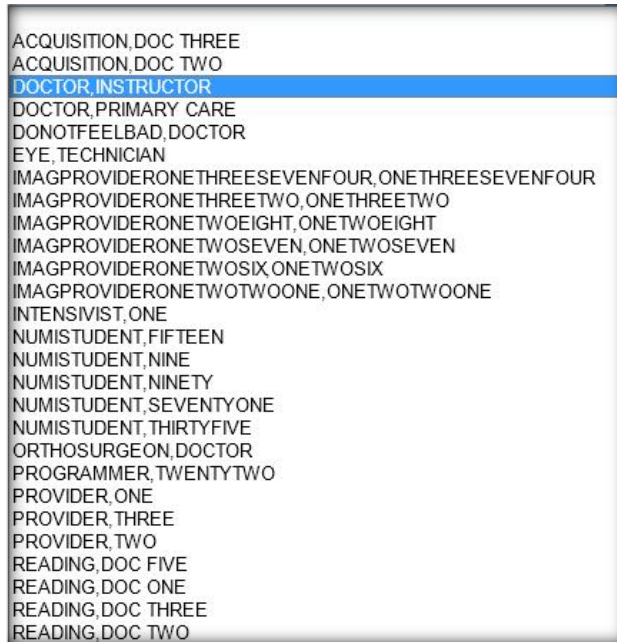 ACQUISITION,DOC THREE
ACQUISITION,DOC TWO
DOCTOR,INSTRUCTOR
DOCTOR,PRIMARY CARE
DONOTFEELBAD,DOCTOR
EYE,TECHNICIAN
IMAGPROVIDERONETHREESEVENFOUR,ONETHREESEVENFOUR
IMAGPROVIDERONETHREETWO,ONETHREETWO
IMAGPROVIDERONETWOEIGHT,ONETWOEIGHT
IMAGPROVIDERONETWOSEVEN,ONETWOSEVEN
IMAGPROVIDERONETWOSIX,ONETWOSIX
IMAGPROVIDERONETWOTWOONE,ONETWOTWOONE
INTENSIVIST,ONE
NUMISTUDENT,FIFTEEN
NUMISTUDENT,NINE
NUMISTUDENT,NINETY
NUMISTUDENT,SEVENTYONE
NUMISTUDENT,THIRTYFIVE
ORTHOSURGEON,DOCTOR
PROGRAMMER,TWENTYTWO
PROVIDER,ONE
PROVIDER,THREE
PROVIDER,TWO
READING,DOC FIVE
READING,DOC ONE
READING,DOC THREE
READING,DOC TWO